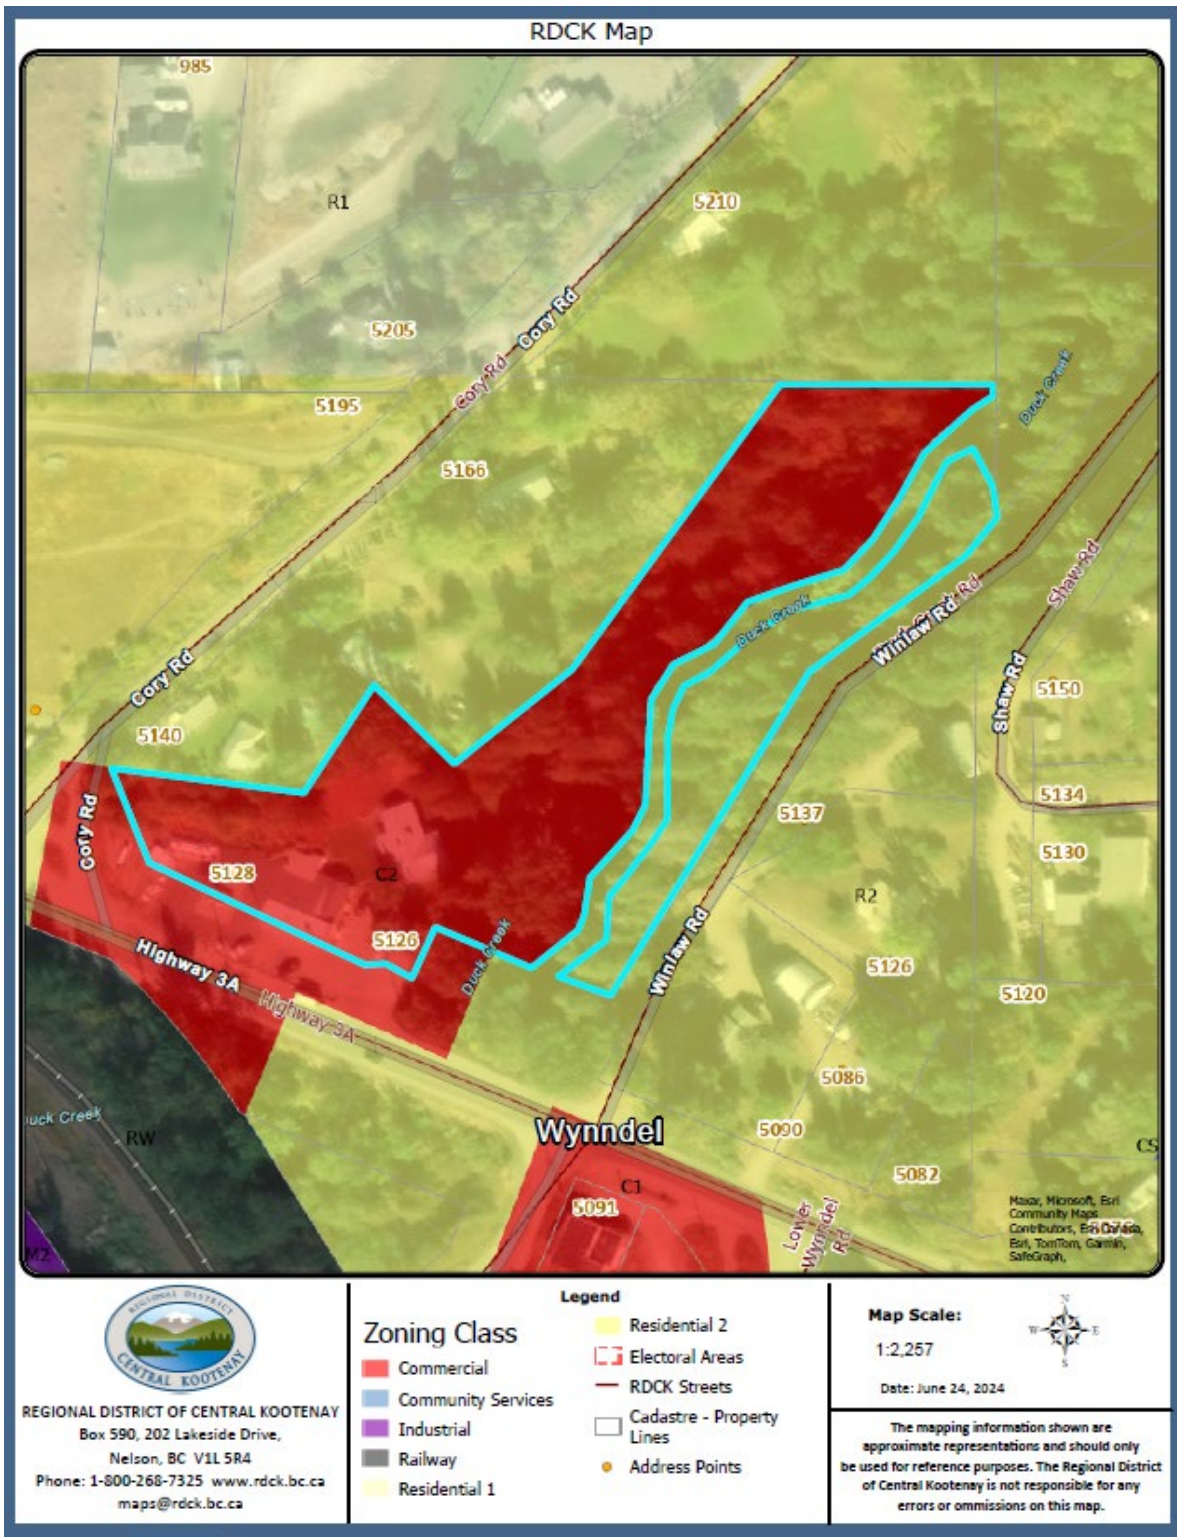 RDCK Map
985
R1
5210
5205
Cory Rd
Cory Rd
5195
Duck Creek
5166
Shaw Rd
Duck Creek
Winlaw Rd
Cory Rd
Shaw Rd
5150
5140
5134
5137
Cory Rd
5130
5128
C2
R2
5126
Duck Creek
Winlaw Rd
Highway 3A
5126
5120
Highway 3A
5086
Duck Creek
RW
Wynndel
5090
CS
5082
C1
5091
Lower
Wynndel
Rd
M2
Maxar, Microsoft, Esri
Community Maps
Contributors, Esri Canada,
Esri, TomTom, Garmin,
SafeGraph,
REGIONAL DISTRICT
CENTRAL KOOTENAY
REGIONAL DISTRICT OF CENTRAL KOOTENAY
Box 590, 202 Lakeside Drive,
Nelson, BC V1L 5R4
Phone: 1-800-268-7325 www.rdck.bc.ca
maps@rdck.bc.ca
Legend
Zoning Class
Commercial
Community Services
Industrial
Railway
Residential 1
Residential 2
Electoral Areas
RDCK Streets
Cadastre - Property
Lines
Address Points
Map Scale:
1:2,257
N
W E
S
Date: June 24, 2024
The mapping information shown are
approximate representations and should only
be used for reference purposes. The Regional District
of Central Kootenay is not responsible for any
errors or ommissions on this map.